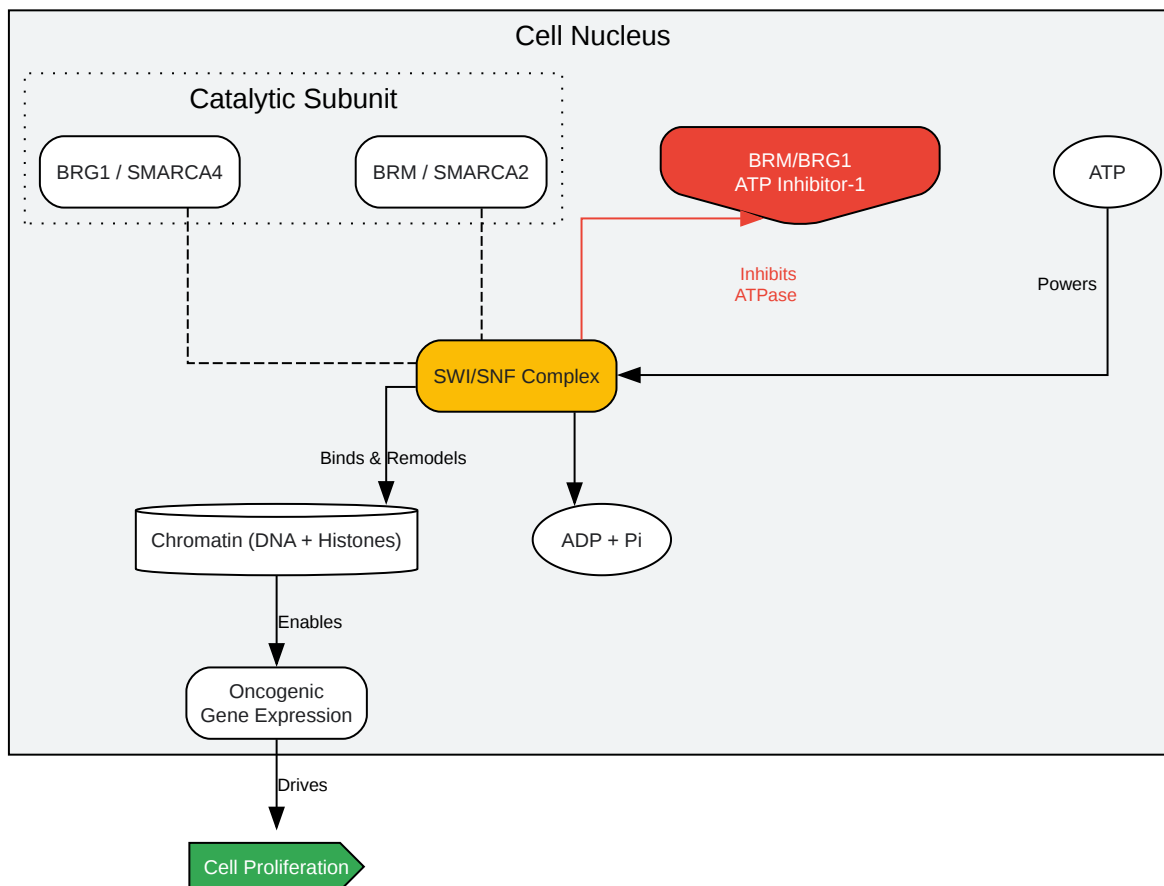 Cell Nucleus
Catalytic Subunit
BRG1 / SMARCA4
BRM / SMARCA2
BRM/BRG1
ATP Inhibitor-1
ATP
Inhibits
ATPase
Powers
SWI/SNF Complex
Binds & Remodels
Chromatin (DNA + Histones)
ADP + Pi
Enables
Oncogenic
Gene Expression
Drives
Cell Proliferation